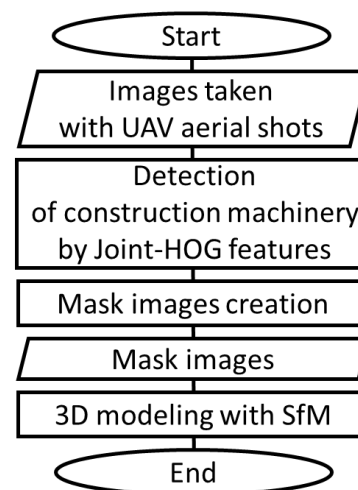 Start
Images taken
with UAV aerial shots
Detection
of construction machinery
by Joint-HOG features
Mask images creation
Mask images
3D modeling with SfM
End